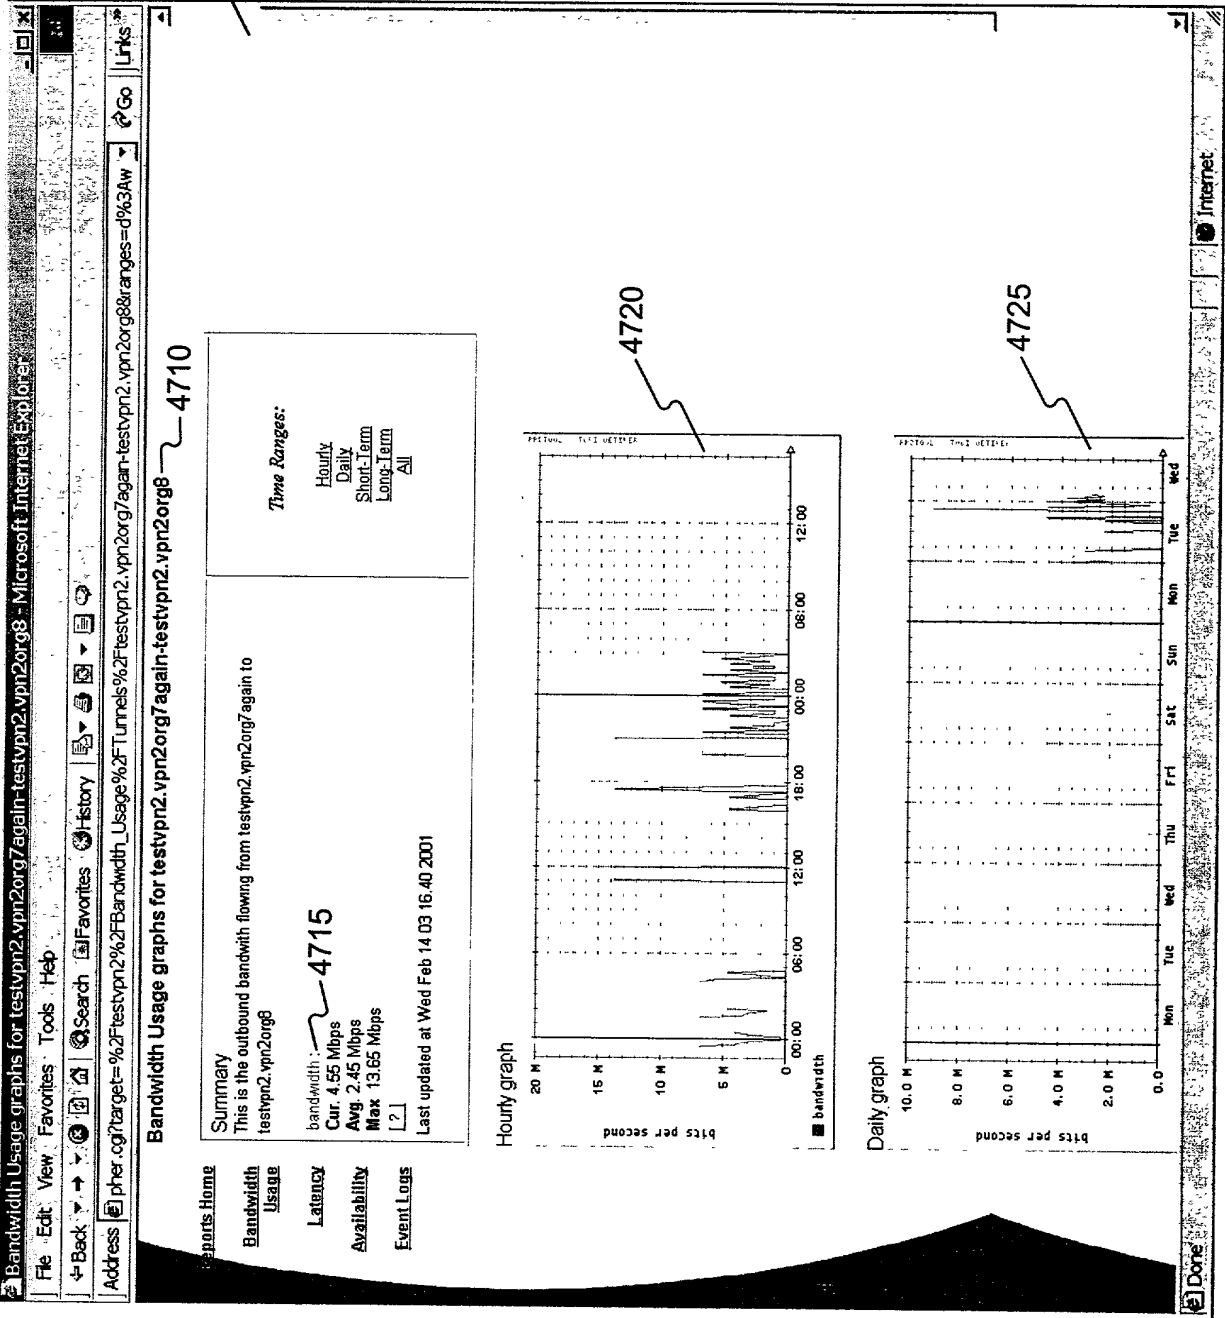 Bandwidth Usage graphs for testvpn2.vpn2org7again-testvpn2.vpn2org8 - Microsoft Internet Explorer
File Edit View Favorites Tools Help
Back Search Favorites History
Address pher.cgi?target=%2Ftestvpn2%2FBandwidth_Usage%2FTunnels%2Ftestvpn2.vpn2org7again-testvpn2.vpn2org8&ranges=d%3Aw Go Links »
Reports Home
Bandwidth
Usage
Latency
Availability
Event Logs
Bandwidth Usage graphs for testvpn2.vpn2org7again-testvpn2.vpn2org8
4710
Summary
This is the outbound bandwith flowing from testvpn2.vpn2org7again to
testvpn2.vpn2org8
bandwidth :
4715
Cur. 4.55 Mbps
Avg. 2.45 Mbps
Max 13.65 Mbps
[ ? ]
Last updated at Wed Feb 14 03 16.40 2001
Time Ranges:
Hourly
Daily
Short-Term
Long-Term
All
Hourly graph
4720
bits per second
20 M
15 M
10 M
5 M
0
00:00 06:00 12:00 18:00 00:00 08:00 12:00
bandwidth
Daily graph
4725
bits per second
10.0 M
8.0 M
6.0 M
4.0 M
2.0 M
0.0
Mon Tue Wed Thu Fri Sat Sun Mon Tue Wed
Done Internet